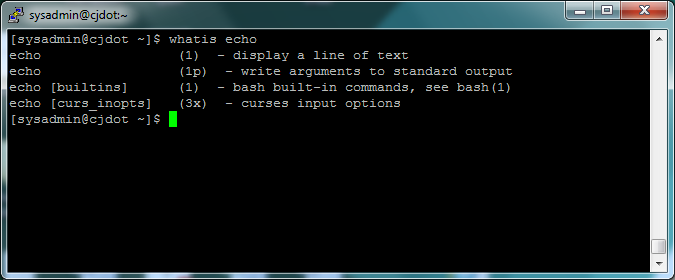 sysadmin@cjdot:~
[sysadmin@cjdot ~]$ whatis echo
echo                 (1)  - display a line of text
echo                 (1p)  - write arguments to standard output
echo [builtins]      (1)  - bash built-in commands, see bash(1)
echo [curs_inopts]   (3x)  - curses input options
[sysadmin@cjdot ~]$